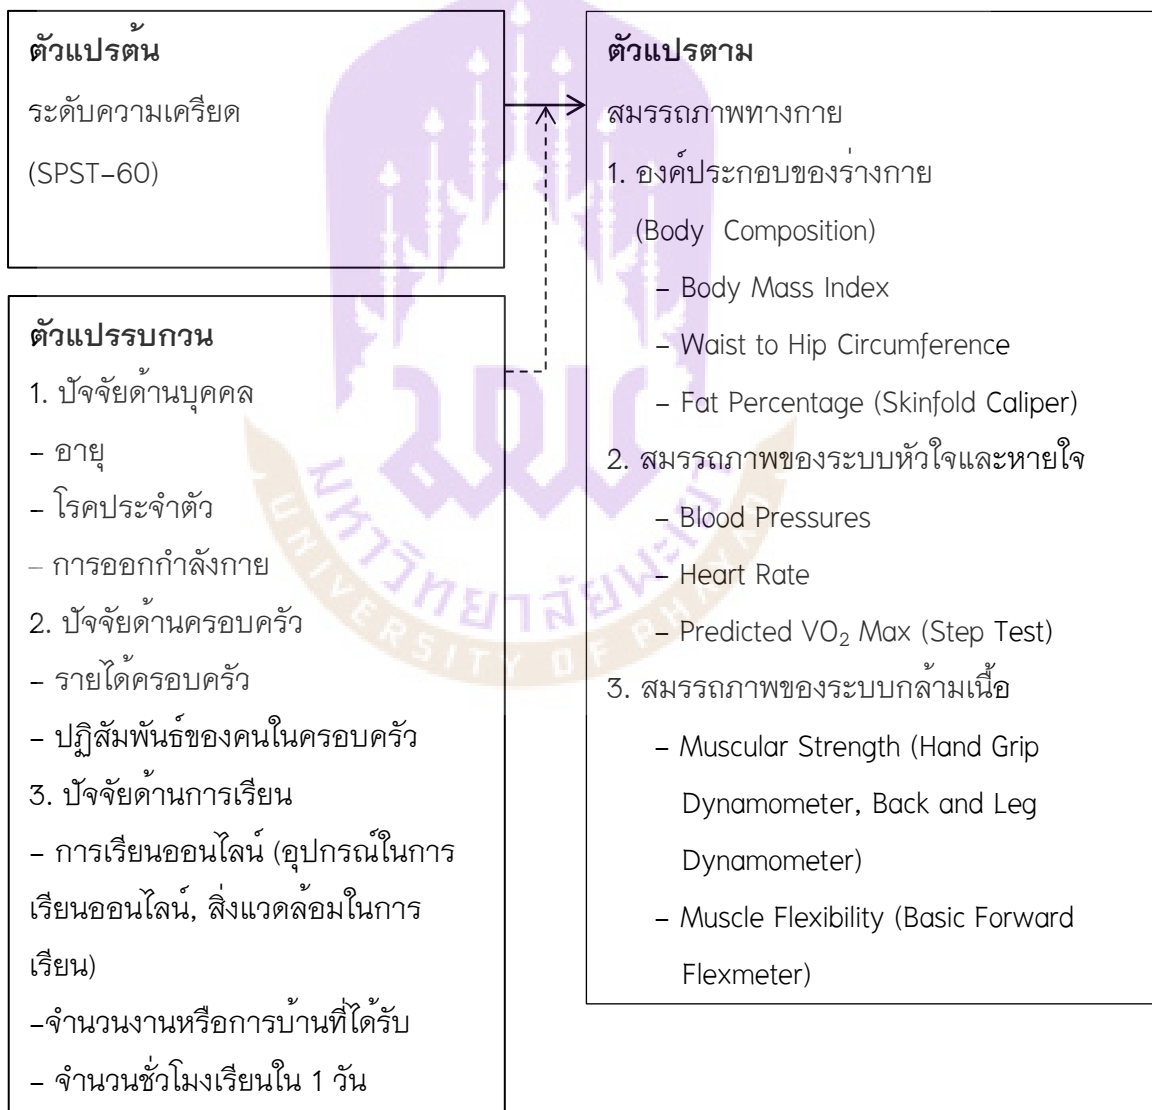 ตัวแปรต้น
ระดับความเครียด
(SPST-60)
ตัวแปรรบกวน
1. ปัจจัยด้านบุคคล
- อายุ
- โรคประจำตัว
- การออกกำลังกาย
2. ปัจจัยด้านครอบครัว
- รายได้ครอบครัว
- ปฏิสัมพันธ์ของคนในครอบครัว
3. ปัจจัยด้านการเรียน
- การเรียนออนไลน์ (อุปกรณ์ในการ
เรียนออนไลน์, สิ่งแวดล้อมในการ
เรียน)
-จำนวนงานหรือการบ้านที่ได้รับ
- จำนวนชั่วโมงเรียนใน 1 วัน
ตัวแปรตาม
สมรรถภาพทางกาย
1. องค์ประกอบของร่างกาย
(Body Composition)
- Body Mass Index
- Waist to Hip Circumference
- Fat Percentage (Skinfold Caliper)
2. สมรรถภาพของระบบหัวใจและหายใจ
- Blood Pressures
- Heart Rate
- Predicted VO₂ Max (Step Test)
3. สมรรถภาพของระบบกล้ามเนื้อ
- Muscular Strength (Hand Grip
Dynamometer, Back and Leg
Dynamometer)
- Muscle Flexibility (Basic Forward
Flexmeter)
มหาวิทยาลัยพะเยา
UNIVERSITY OF PHAYAO